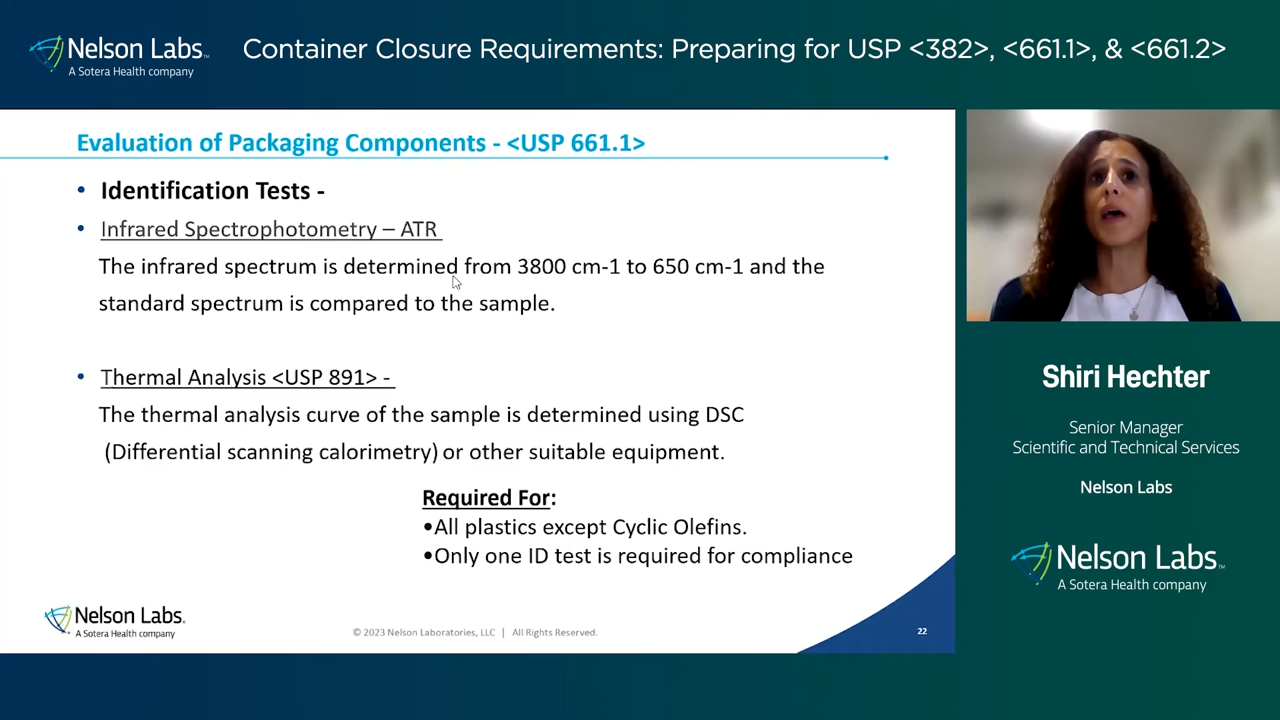 Nelson Labs™
A Sotera Health company
Container Closure Requirements: Preparing for USP <382>, <661.1>, & <661.2>
Evaluation of Packaging Components - <USP 661.1>
• Identification Tests -
• Infrared Spectrophotometry – ATR
The infrared spectrum is determined from 3800 cm-1 to 650 cm-1 and the
standard spectrum is compared to the sample.
• Thermal Analysis <USP 891> -
The thermal analysis curve of the sample is determined using DSC
(Differential scanning calorimetry) or other suitable equipment.
Required For:
•All plastics except Cyclic Olefins.
•Only one ID test is required for compliance
Nelson Labs.
A Sotera Health company
© 2023 Nelson Laboratories, LLC | All Rights Reserved.
22
Shiri Hechter
Senior Manager
Scientific and Technical Services
Nelson Labs
Nelson Labs™
A Sotera Health company